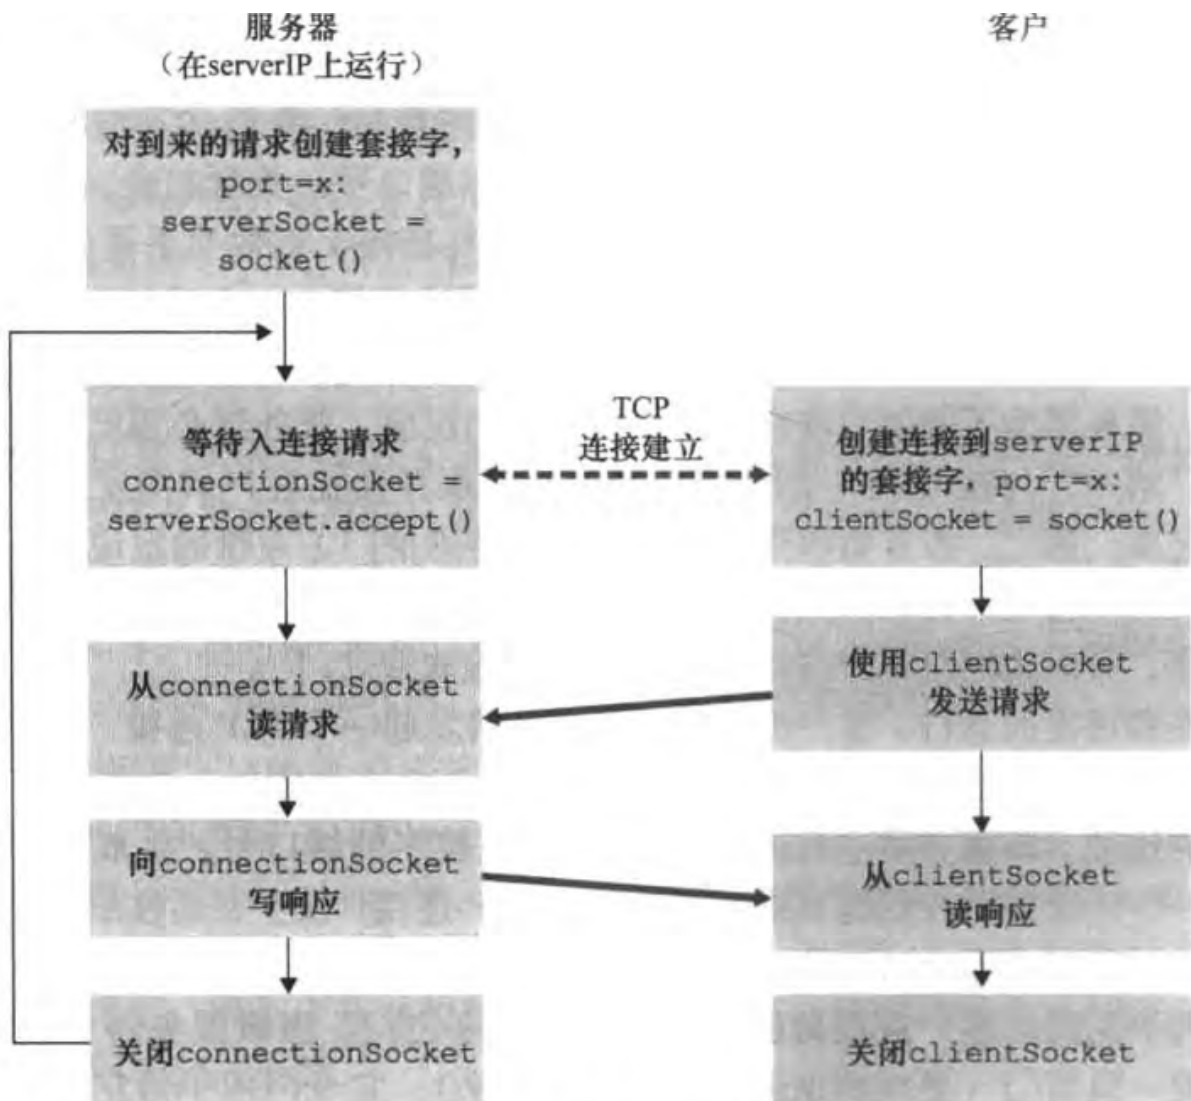 服务器
（在serverIP上运行）
客户
对到来的请求创建套接字，
port=x:
serverSocket =
socket()
等待入连接请求
connectionSocket =
serverSocket.accept()
TCP
连接建立
创建连接到serverIP
的套接字，port=x:
clientSocket = socket()
从connectionSocket
读请求
使用clientSocket
发送请求
向connectionSocket
写响应
从clientSocket
读响应
关闭connectionSocket
关闭clientSocket